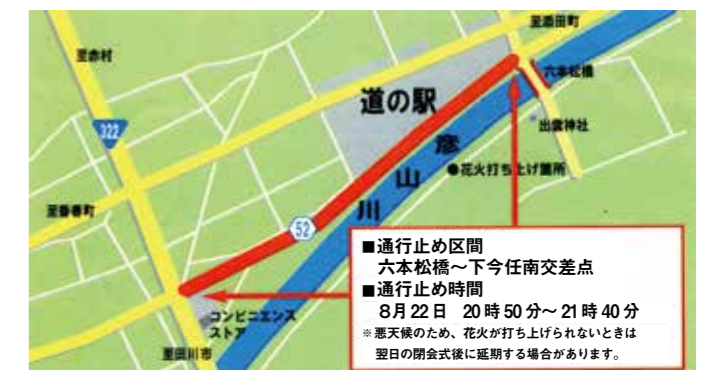 至添田町
至赤村
六本松橋
道の駅
322
出雲神社
彦山川
●花火打ち上げ箇所
至香春町
52
■通行止め区間
六本松橋～下今任南交差点
■通行止め時間
8月22日 20時50分～21時40分
※悪天候のため、花火が打ち上げられないときは
翌日の閉会式後に延期する場合があります。
コンビニエンス
ストア
至田川市